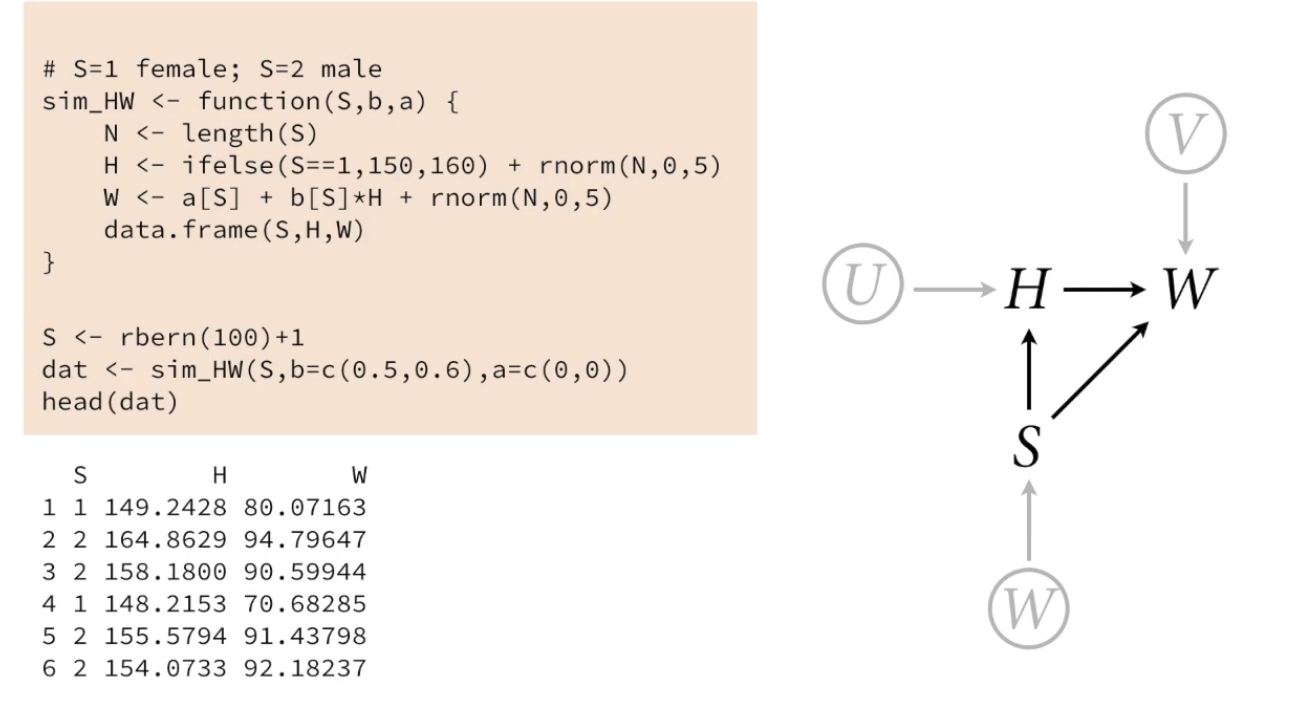 # S=1 female; S=2 male
sim_HW <- function(S,b,a) {
    N <- length(S)
    H <- ifelse(S==1,150,160) + rnorm(N,0,5)
    W <- a[S] + b[S]*H + rnorm(N,0,5)
    data.frame(S,H,W)
}
S <- rbern(100)+1
dat <- sim_HW(S,b=c(0.5,0.6),a=c(0,0))
head(dat)
  S        H        W
1 1 149.2428 80.07163
2 2 164.8629 94.79647
3 2 158.1800 90.59944
4 1 148.2153 70.68285
5 2 155.5794 91.43798
6 2 154.0733 92.18237
V
U H W
S
W